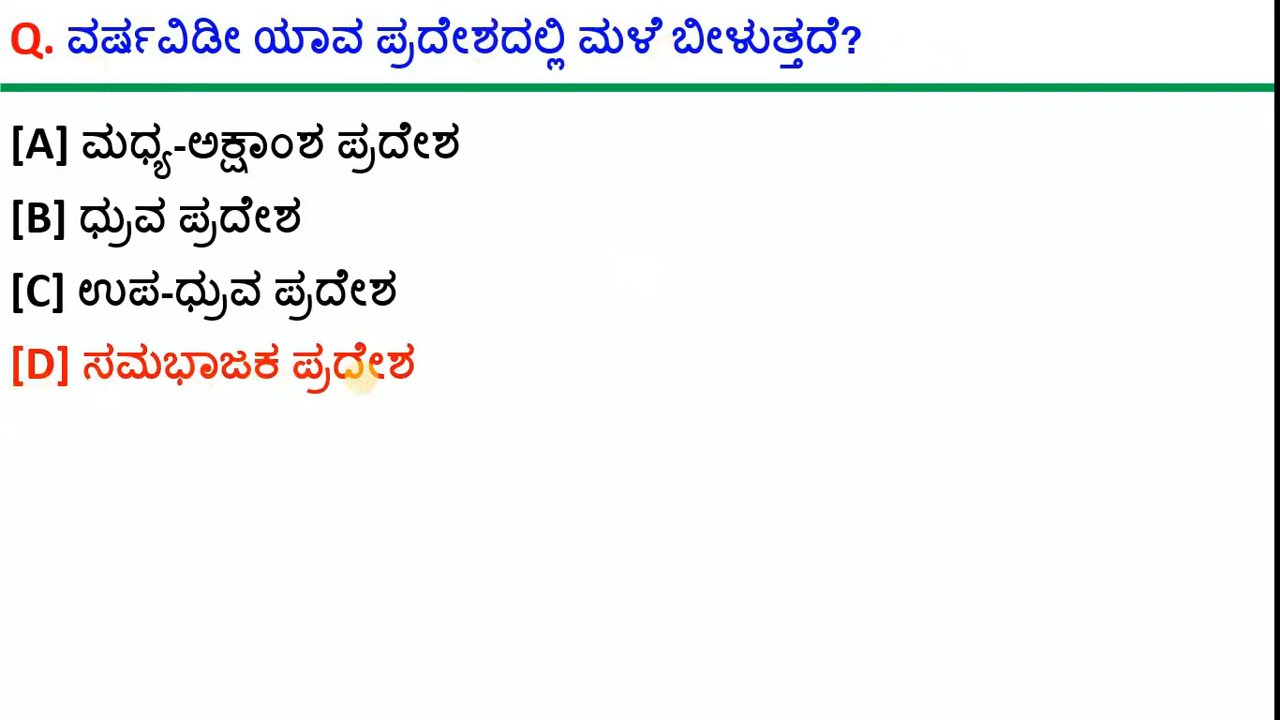 Q. ವರ್ಷವಿಡೀ ಯಾವ ಪ್ರದೇಶದಲ್ಲಿ ಮಳೆ ಬೀಳುತ್ತದೆ?
[A] ಮಧ್ಯ-ಅಕ್ಷಾಂಶ ಪ್ರದೇಶ
[B] ಧ್ರುವ ಪ್ರದೇಶ
[C] ಉಪ-ಧ್ರುವ ಪ್ರದೇಶ
[D] ಸಮಭಾಜಕ ಪ್ರದೇಶ